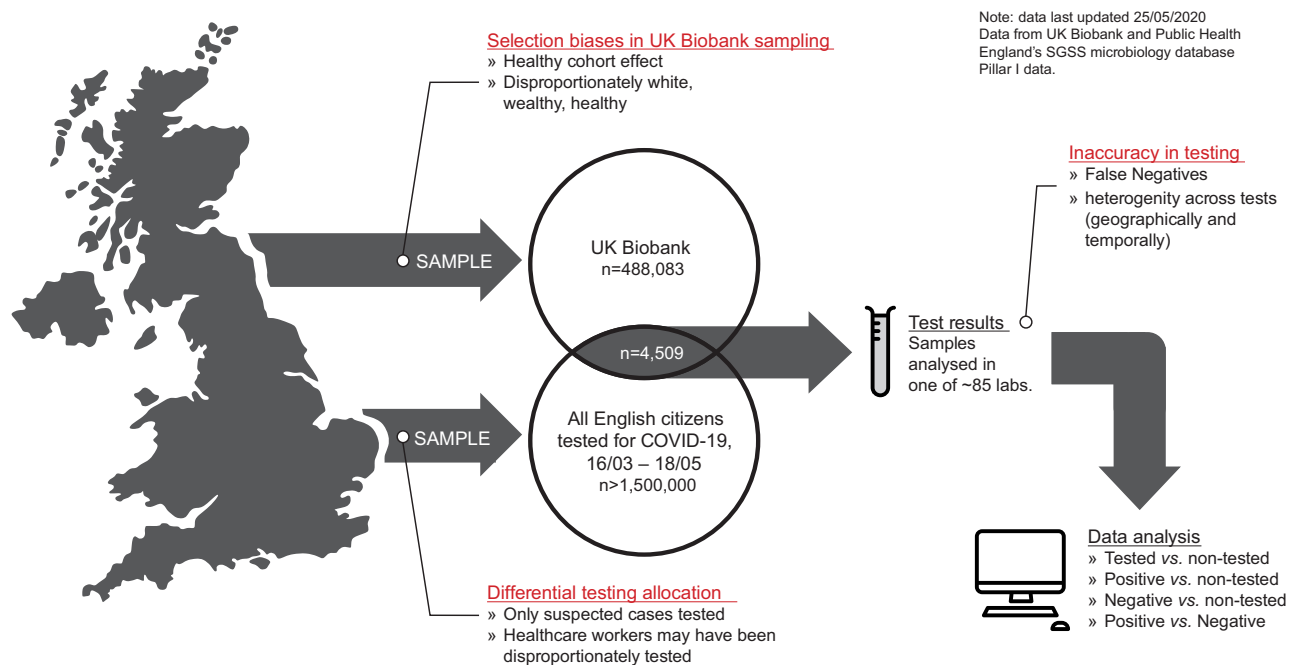 Note: data last updated 25/05/2020
Data from UK Biobank and Public Health
England's SGSS microbiology database
Pillar I data.
Selection biases in UK Biobank sampling
» Healthy cohort effect
» Disproportionately white,
wealthy, healthy
Inaccuracy in testing
» False Negatives
» heterogenity across tests
(geographically and
temporally)
SAMPLE
UK Biobank
n=488,083
n=4,509
Test results
Samples
analysed in
one of ~85 labs.
SAMPLE
All English citizens
tested for COVID-19,
16/03 – 18/05
n>1,500,000
Data analysis
» Tested vs. non-tested
» Positive vs. non-tested
» Negative vs. non-tested
» Positive vs. Negative
Differential testing allocation
» Only suspected cases tested
» Healthcare workers may have been
disproportionately tested